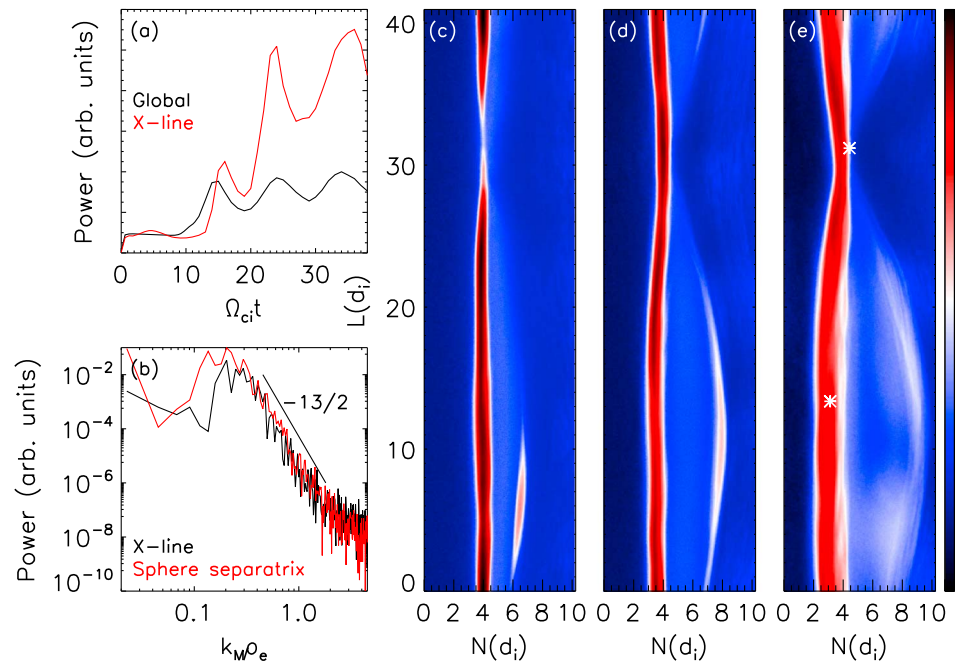 (a)
Power (arb. units)
Global
X-line
0 10 20 30
Ω_ci t
(b)
Power (arb. units)
10^-2
10^-4
10^-6
10^-8
10^-10
-13/2
X-line
Sphere separatrix
0.1 1.0
k_M ρ_e
L(d_i)
40
30
20
10
0
(c)
0 2 4 6 8 10
N(d_i)
(d)
0 2 4 6 8 10
N(d_i)
(e)
0 2 4 6 8 10
N(d_i)